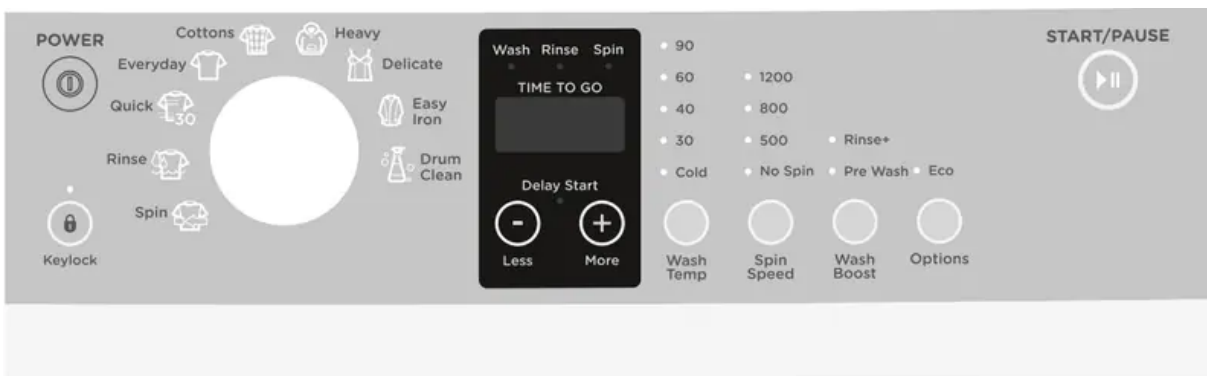 POWER
Cottons
Everyday
Quick
30
Rinse
Spin
Keylock
Heavy
Delicate
Easy
Iron
Drum
Clean
Wash Rinse Spin
TIME TO GO
Delay Start
-
+
Less
More
90
60
40
30
Cold
Wash
Temp
1200
800
500
No Spin
Spin
Speed
Rinse+
Pre Wash
Wash
Boost
Eco
Options
START/PAUSE